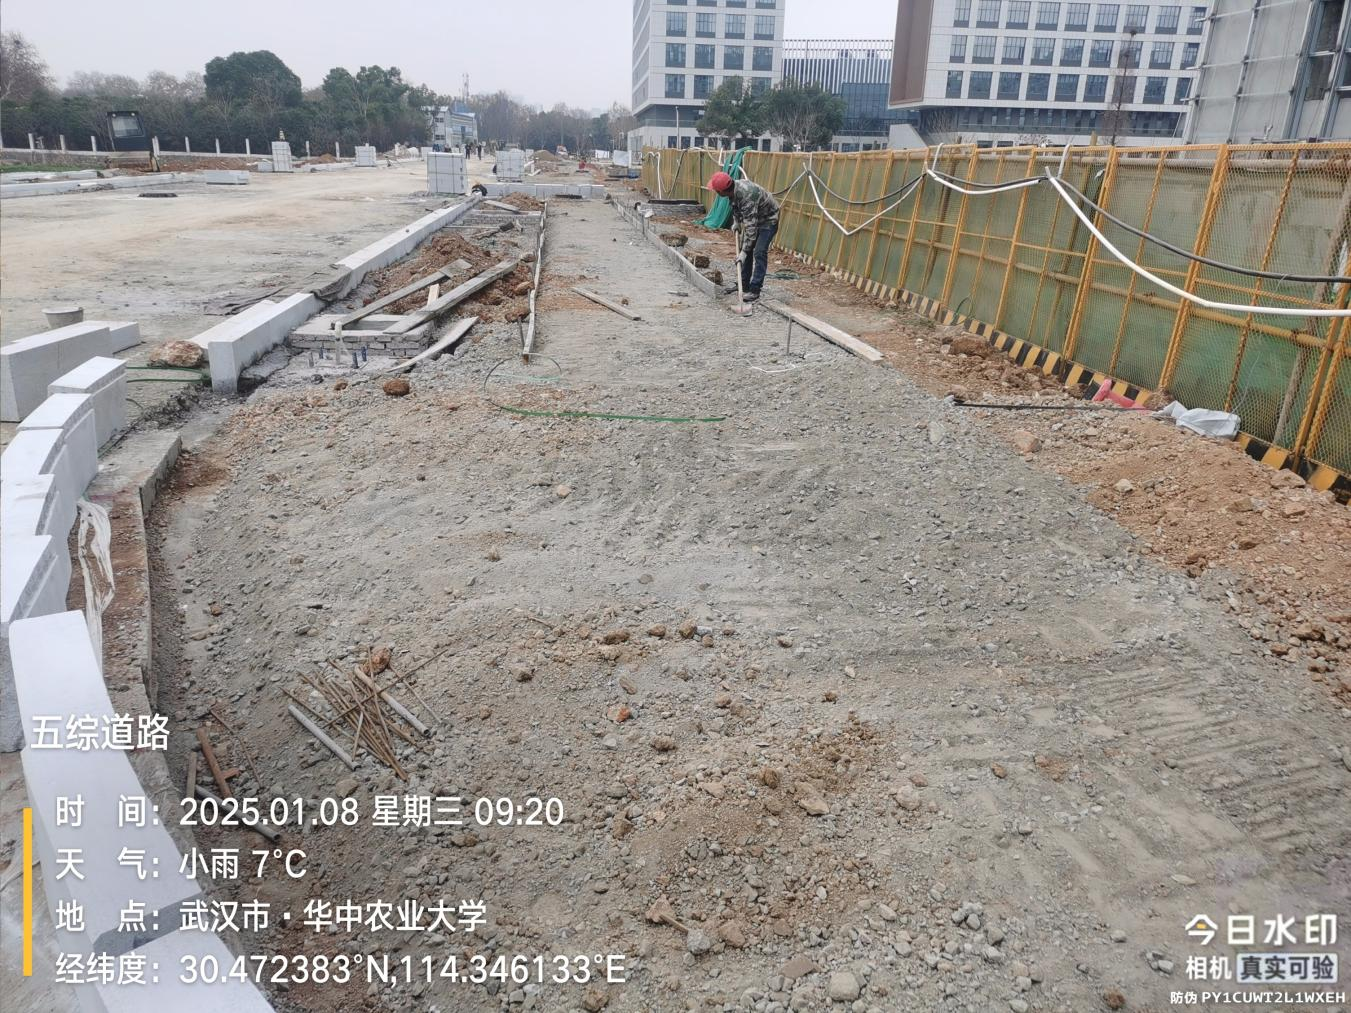 五综道路
时 间：2025.01.08 星期三 09:20
天 气：小雨 7°C
地 点：武汉市·华中农业大学
经纬度：30.472383°N,114.346133°E
今日水印
相机 真实可验
防伪 PY1CUWT2L1WXEH